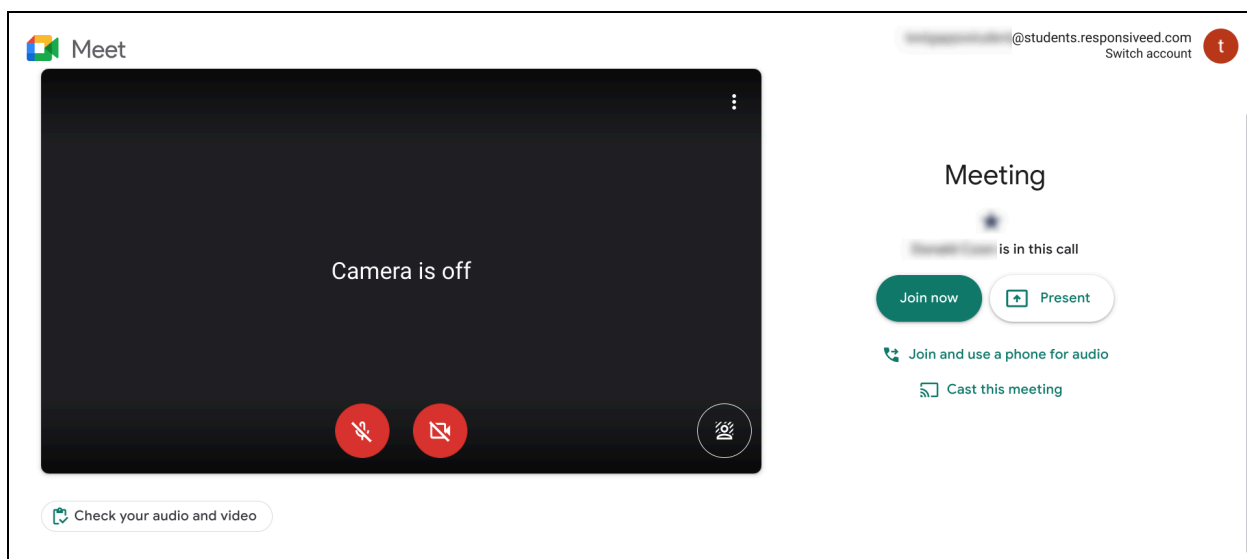 Meet
@students.responsiveed.com
Switch account
t
Camera is off
Meeting
is in this call
Join now
Present
Join and use a phone for audio
Cast this meeting
Check your audio and video